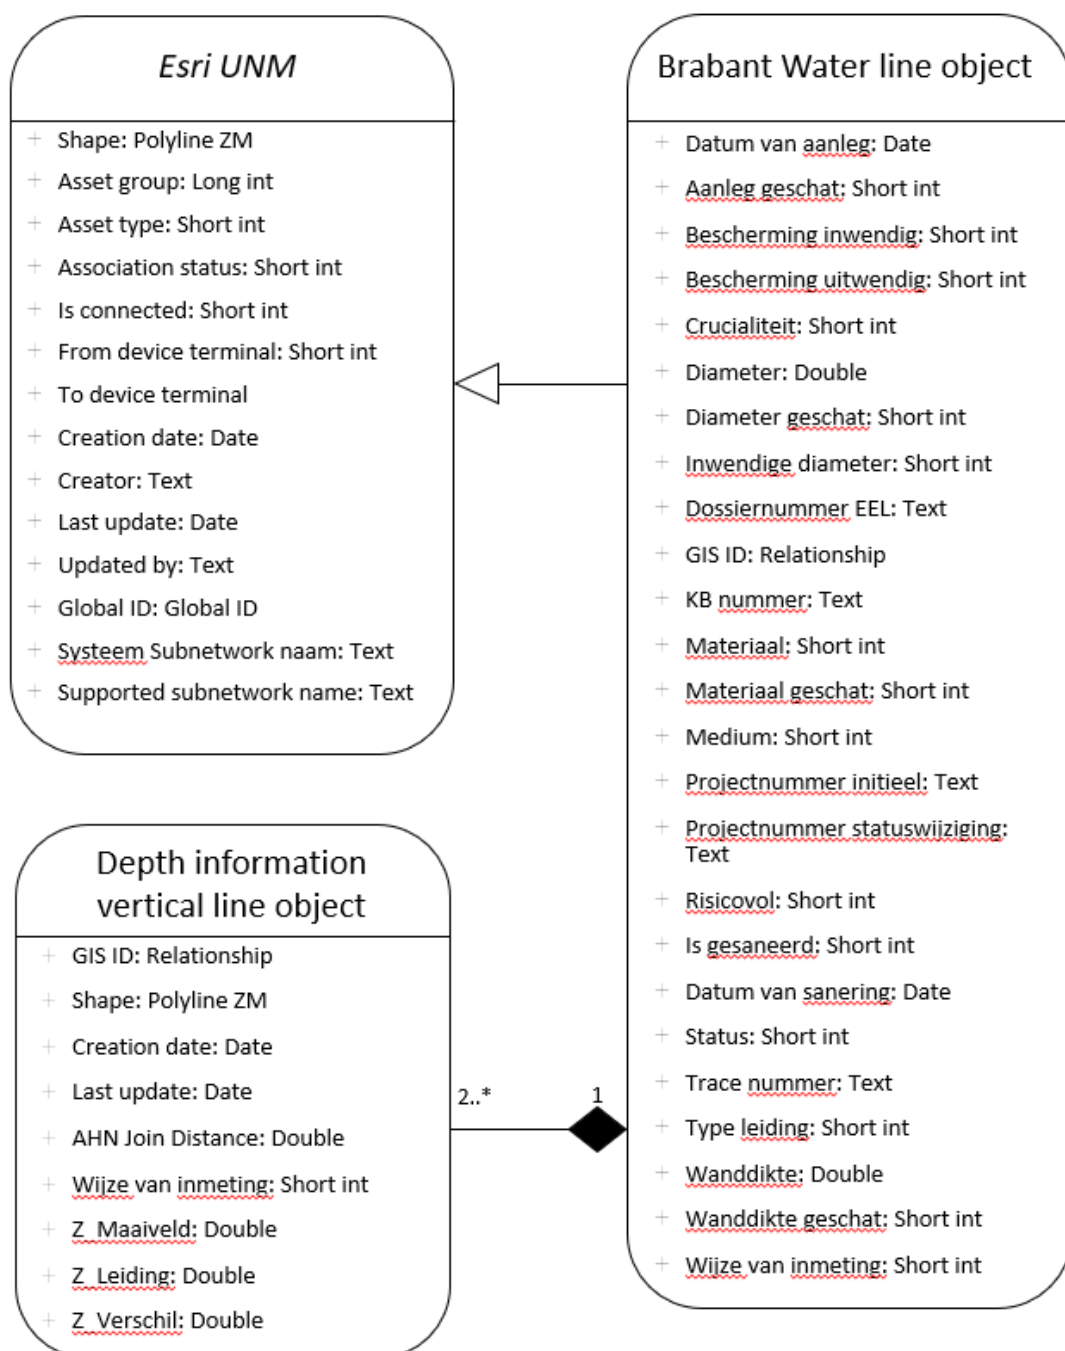 Esri UNM
+ Shape: Polyline ZM
+ Asset group: Long int
+ Asset type: Short int
+ Association status: Short int
+ Is connected: Short int
+ From device terminal: Short int
+ To device terminal
+ Creation date: Date
+ Creator: Text
+ Last update: Date
+ Updated by: Text
+ Global ID: Global ID
+ Systeem Subnetwork naam: Text
+ Supported subnetwork name: Text
Brabant Water line object
+ Datum van aanleg: Date
+ Aanleg geschat: Short int
+ Bescherming inwendig: Short int
+ Bescherming uitwendig: Short int
+ Crucialiteit: Short int
+ Diameter: Double
+ Diameter geschat: Short int
+ Inwendige diameter: Short int
+ Dossiernummer EEL: Text
+ GIS ID: Relationship
+ KB nummer: Text
+ Materiaal: Short int
+ Materiaal geschat: Short int
+ Medium: Short int
+ Projectnummer initieel: Text
+ Projectnummer statuswijziging:
Text
+ Risicovol: Short int
+ Is gesaneerd: Short int
+ Datum van sanering: Date
+ Status: Short int
+ Trace nummer: Text
+ Type leiding: Short int
+ Wanddikte: Double
+ Wanddikte geschat: Short int
+ Wijze van inmeting: Short int
Depth information
vertical line object
+ GIS ID: Relationship
+ Shape: Polyline ZM
+ Creation date: Date
+ Last update: Date
+ AHN Join Distance: Double
+ Wijze van inmeting: Short int
+ Z_Maaiveld: Double
+ Z_Leiding: Double
+ Z_Verschil: Double
2..*
1